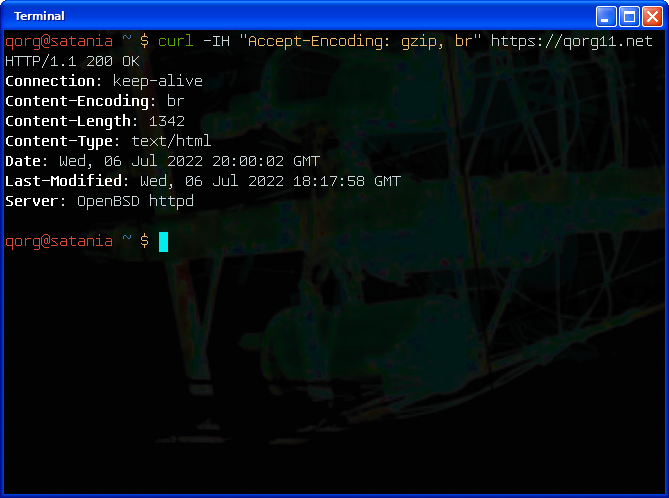 Terminal
qorg@satania ~ $ curl -IH "Accept-Encoding: gzip, br" https://qorg11.net
HTTP/1.1 200 OK
Connection: keep-alive
Content-Encoding: br
Content-Length: 1342
Content-Type: text/html
Date: Wed, 06 Jul 2022 20:00:02 GMT
Last-Modified: Wed, 06 Jul 2022 18:17:58 GMT
Server: OpenBSD httpd
qorg@satania ~ $